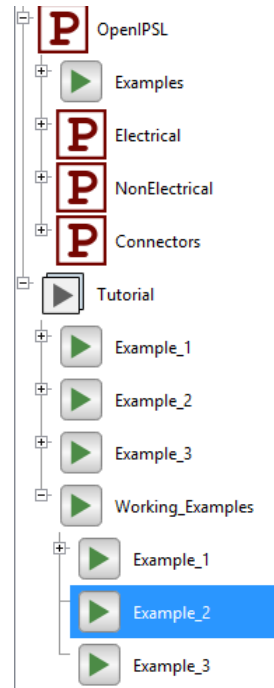 P OpenIPSL
Examples
P Electrical
P NonElectrical
P Connectors
Tutorial
Example_1
Example_2
Example_3
Working_Examples
Example_1
Example_2
Example_3